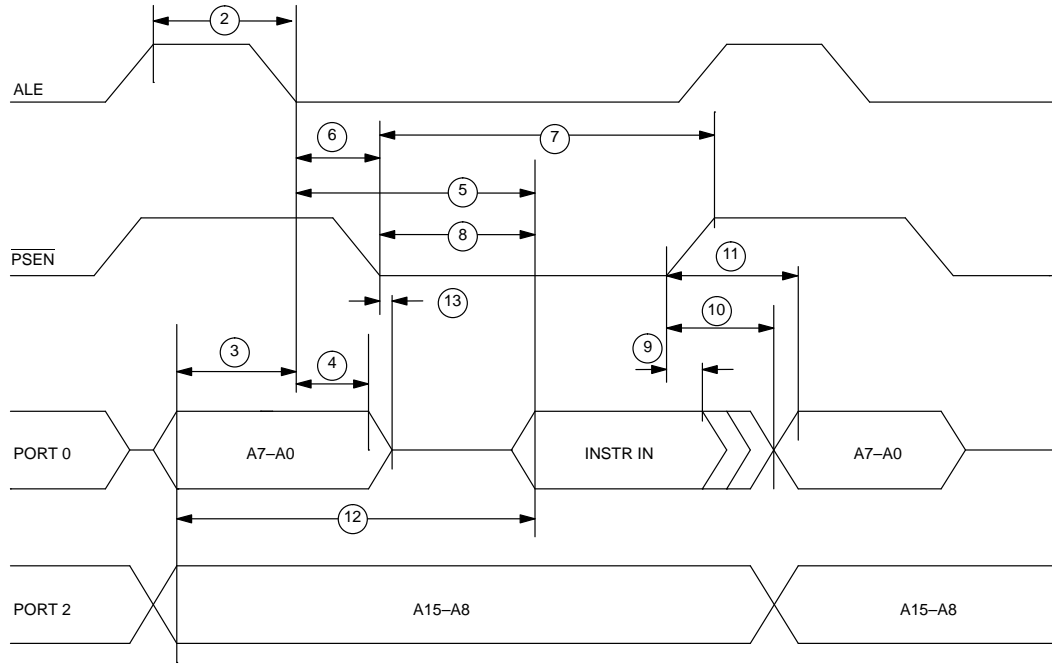 2
ALE
6
7
5
8
PSEN
11
13
10
9
3
4
PORT 0
A7–A0
INSTR IN
A7–A0
12
PORT 2
A15–A8
A15–A8